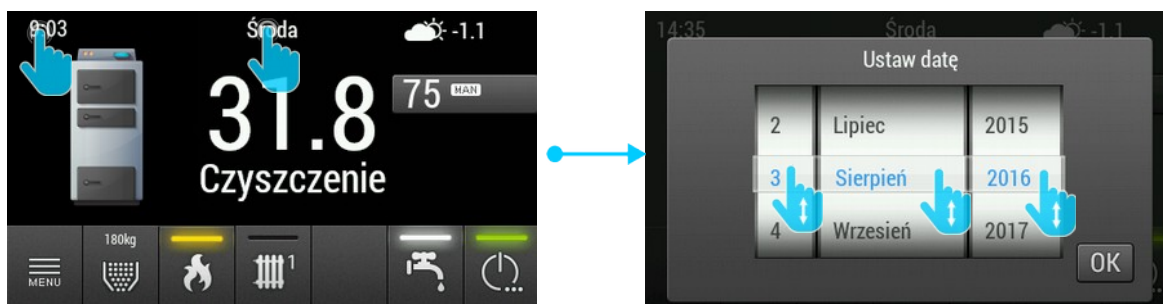 9:03
Środa
-1.1
31.8
75 MAN
Czyszczenie
180kg
MENU
1
14:35
Środa
-1.1
Ustaw datę
2 Lipiec 2015
3 Sierpień 2016
4 Wrzesień 2017
OK